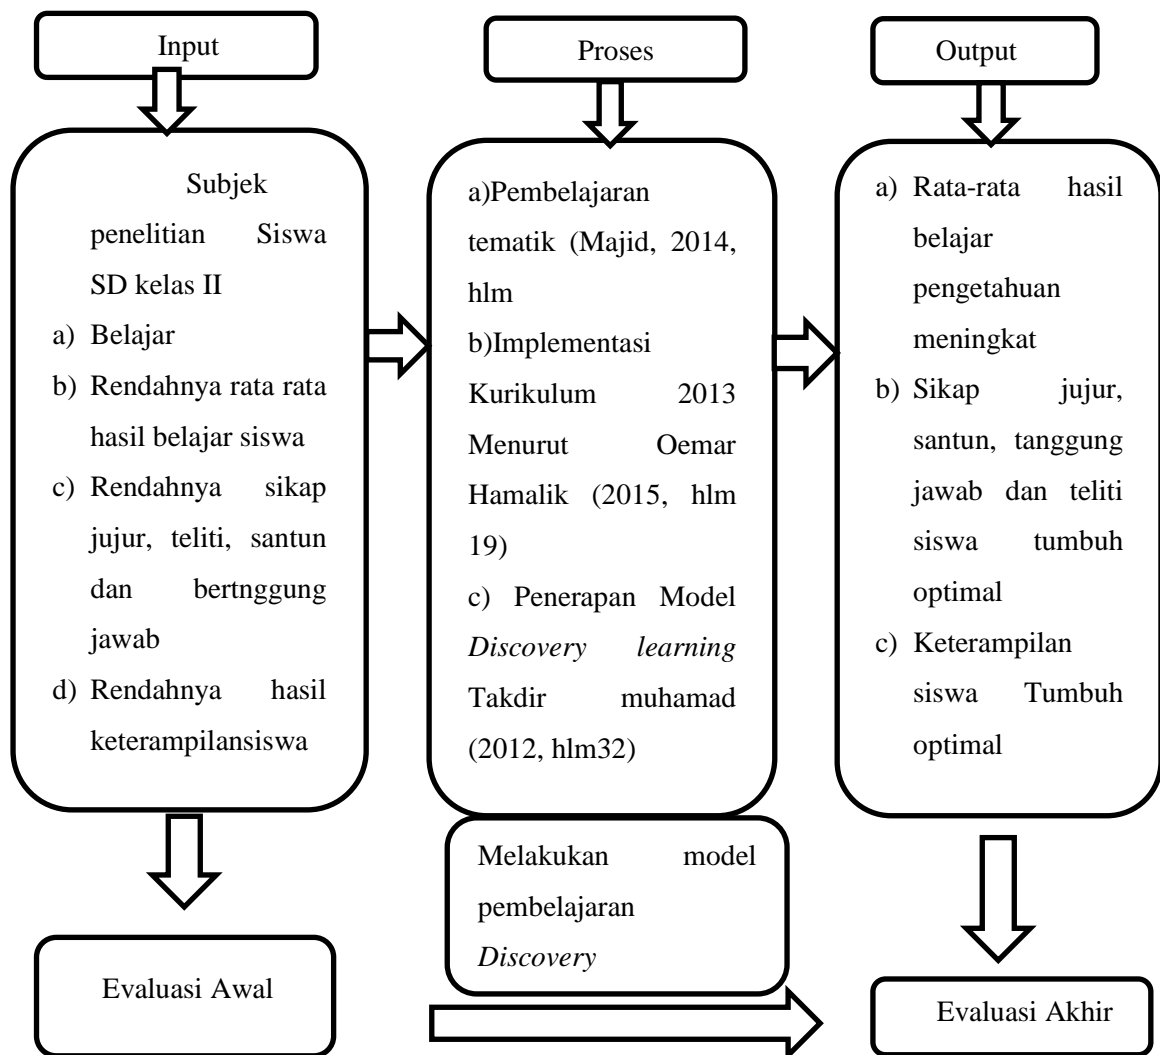 Input
Subjek
penelitian Siswa
SD kelas II
a) Belajar
b) Rendahnya rata rata
hasil belajar siswa
c) Rendahnya sikap
jujur, teliti, santun
dan bertnggung
jawab
d) Rendahnya hasil
keterampilansiswa
Evaluasi Awal
Proses
a)Pembelajaran
tematik (Majid, 2014,
hlm
b)Implementasi
Kurikulum 2013
Menurut Oemar
Hamalik (2015, hlm
19)
c) Penerapan Model
Discovery learning
Takdir muhamad
(2012, hlm32)
Melakukan model
pembelajaran
Discovery
Output
a) Rata-rata hasil
belajar
pengetahuan
meningkat
b) Sikap jujur,
santun, tanggung
jawab dan teliti
siswa tumbuh
optimal
c) Keterampilan
siswa Tumbuh
optimal
Evaluasi Akhir